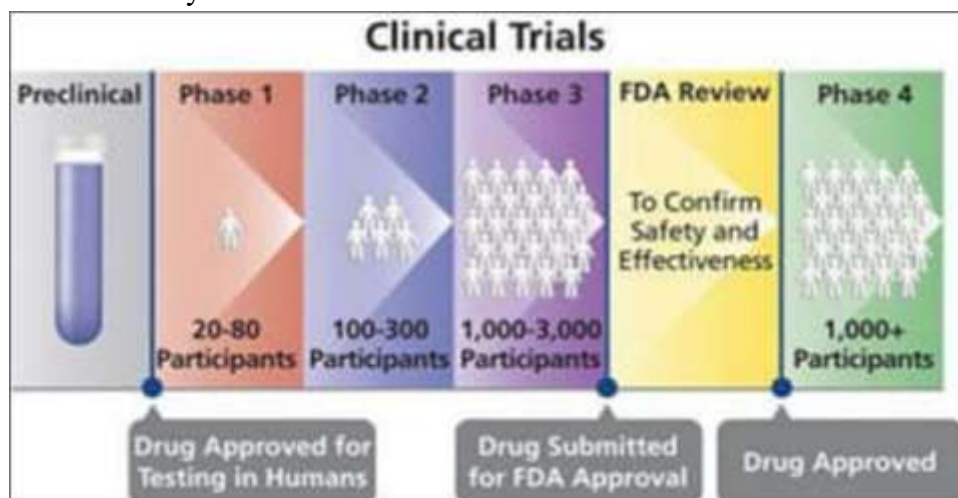 Clinical Trials
Preclinical
Phase 1
Phase 2
Phase 3
FDA Review
Phase 4
To Confirm
Safety and
Effectiveness
20-80
Participants
100-300
Participants
1,000-3,000
Participants
1,000+
Participants
Drug Approved for
Testing in Humans
Drug Submitted
for FDA Approval
Drug Approved